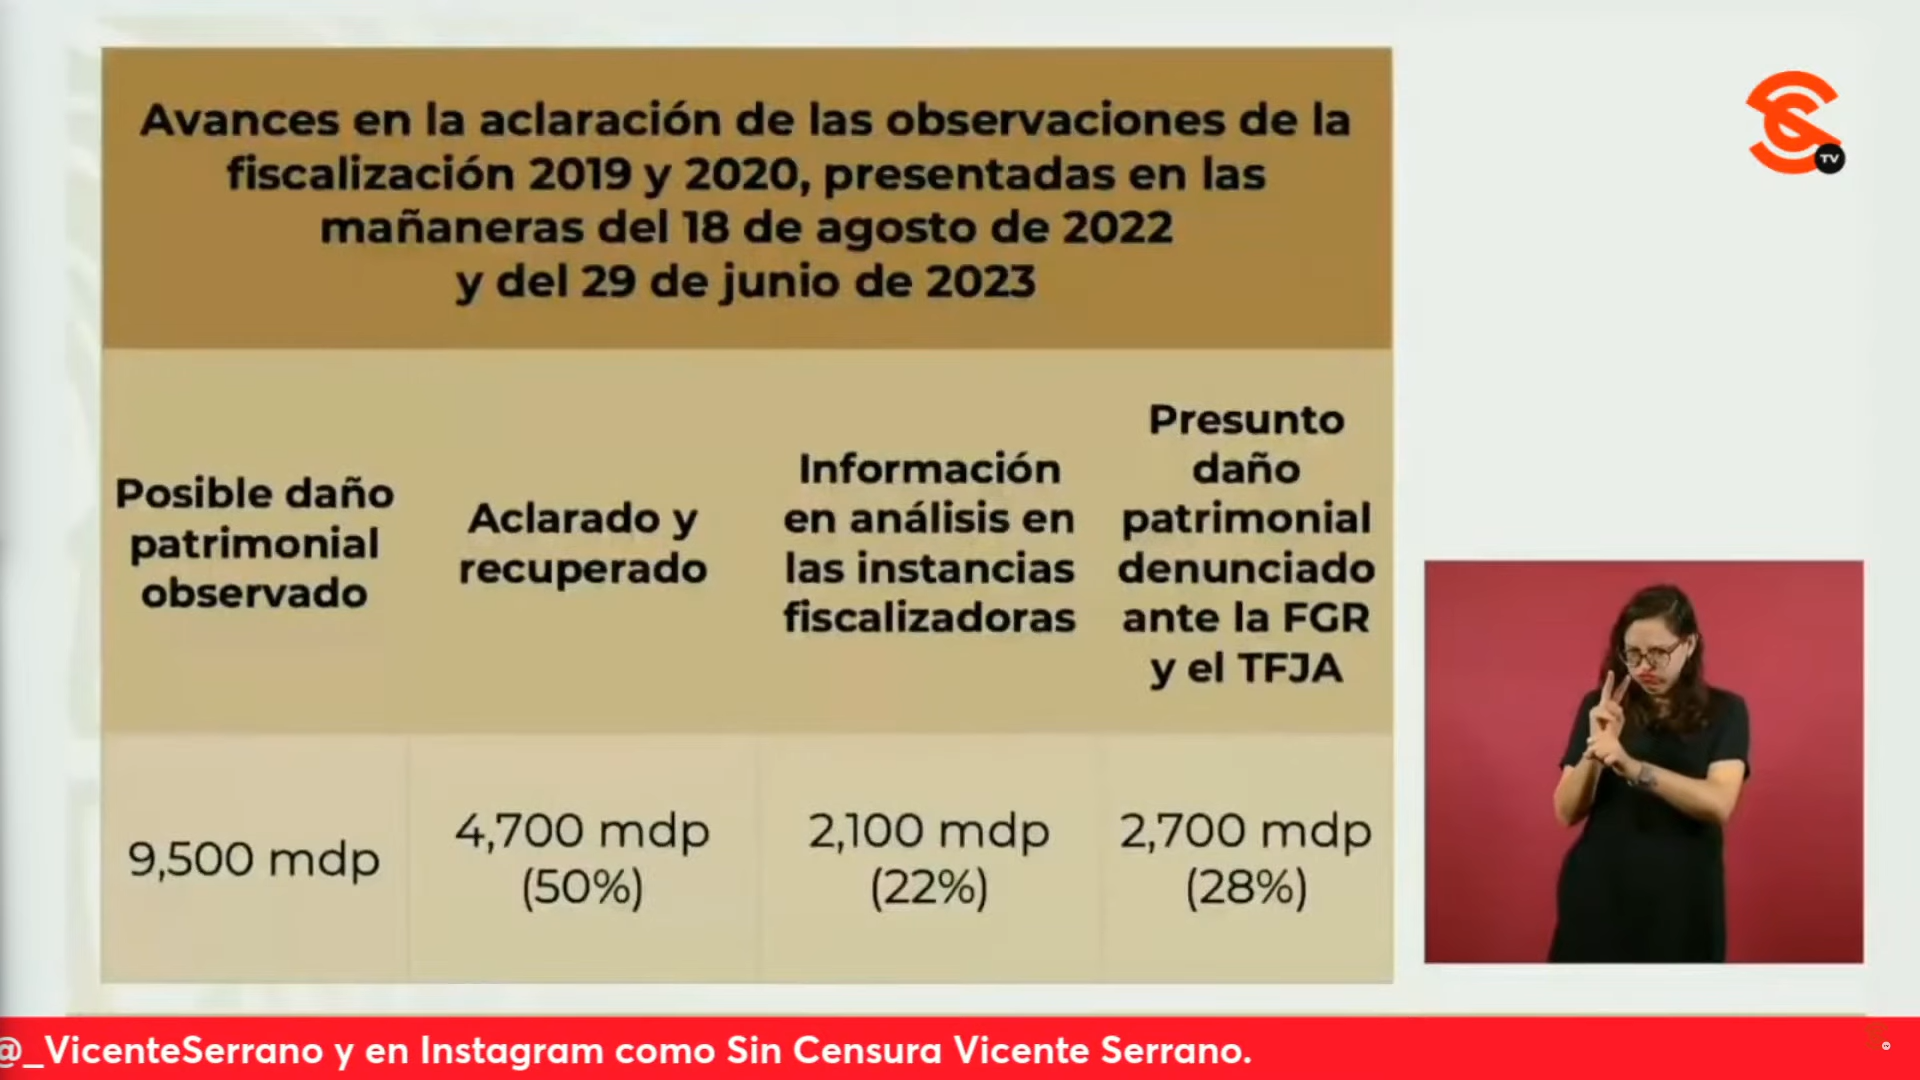 Avances en la aclaración de las observaciones de la
fiscalización 2019 y 2020, presentadas en las
mañaneras del 18 de agosto de 2022
y del 29 de junio de 2023
Posible daño
patrimonial
observado
Aclarado y
recuperado
Información
en análisis en
las instancias
fiscalizadoras
Presunto
daño
patrimonial
denunciado
ante la FGR
y el TFJA
9,500 mdp
4,700 mdp
(50%)
2,100 mdp
(22%)
2,700 mdp
(28%)
TV
@_VicenteSerrano y en Instagram como Sin Censura Vicente Serrano.